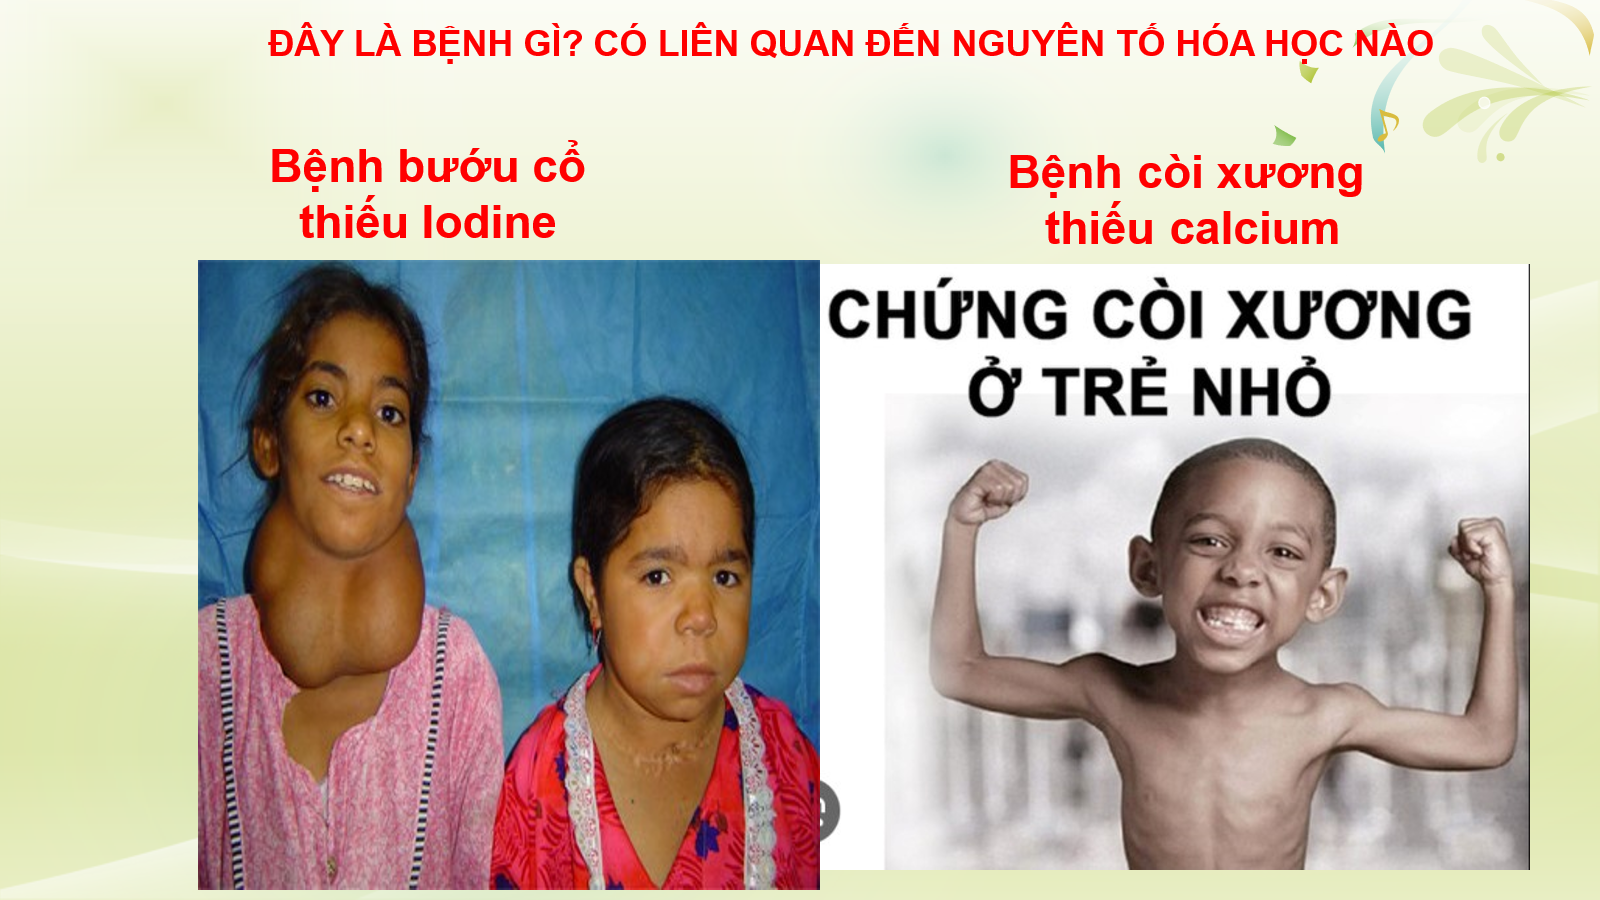 ĐÂY LÀ BỆNH GÌ? CÓ LIÊN QUAN ĐẾN NGUYÊN TỐ HÓA HỌC NÀO
Bệnh bướu cổ
thiếu Iodine
Bệnh còi xương
thiếu calcium
CHỨNG CÒI XƯƠNG
Ở TRẺ NHỎ